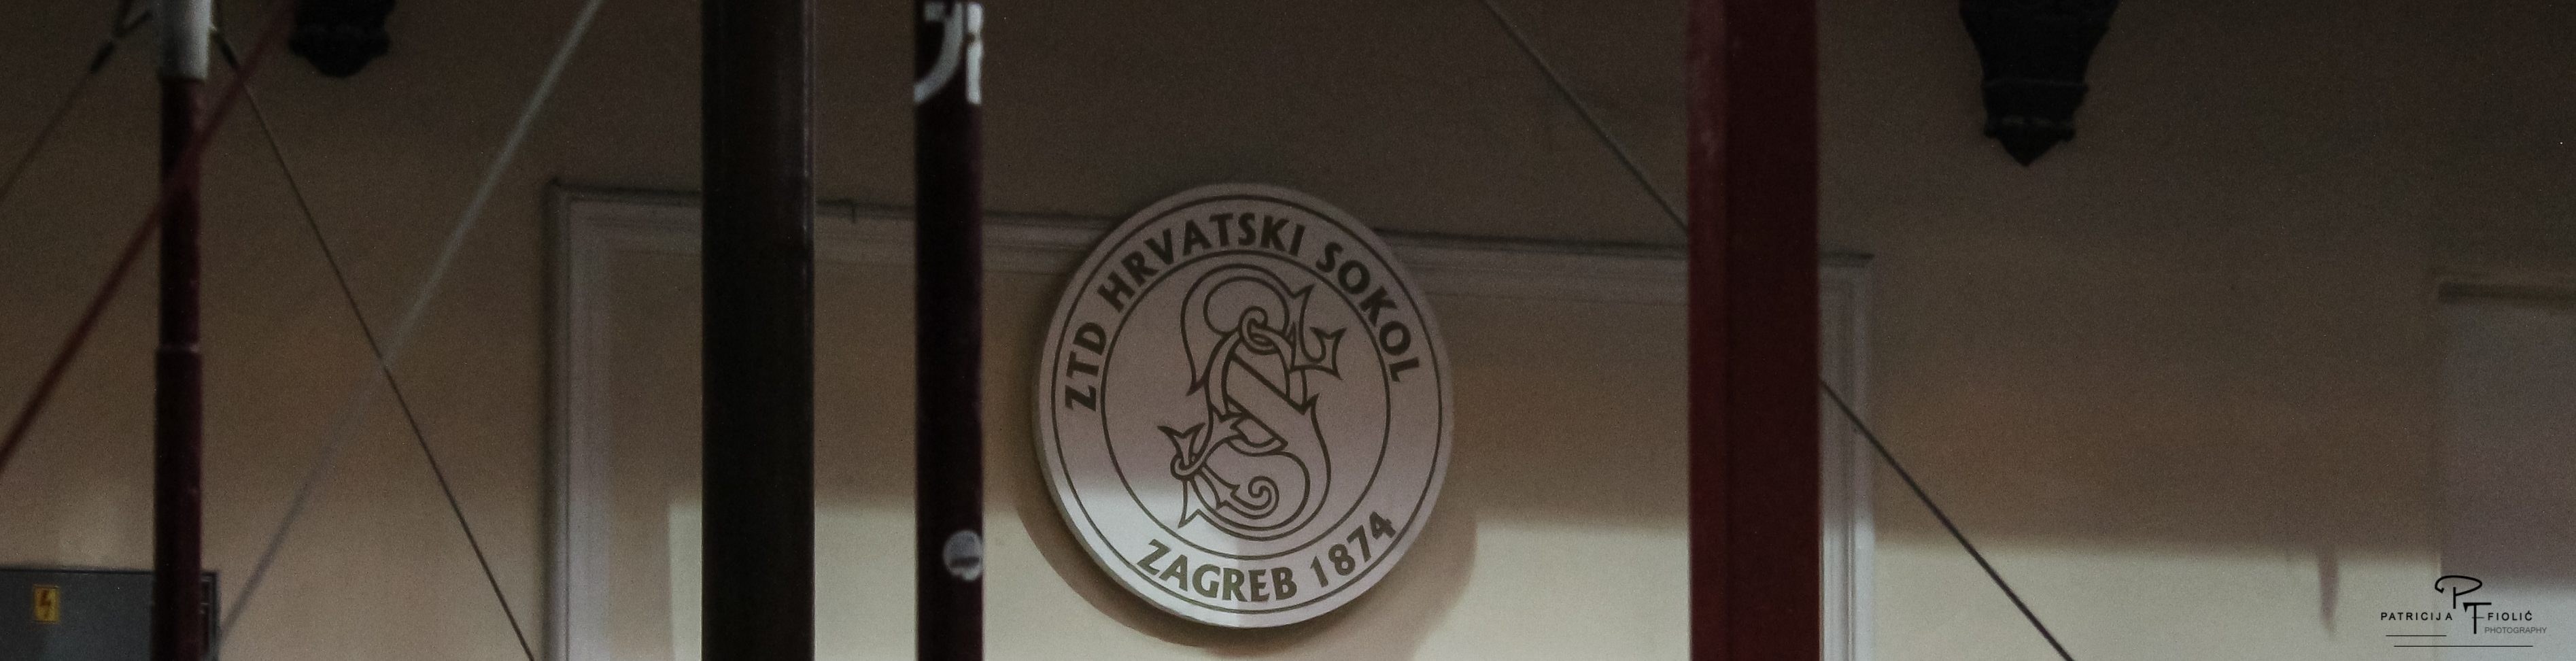 ZTD HRVATSKI SOKOL
ZAGREB 1874
PATRICIJA FIOLIĆ
PHOTOGRAPHY